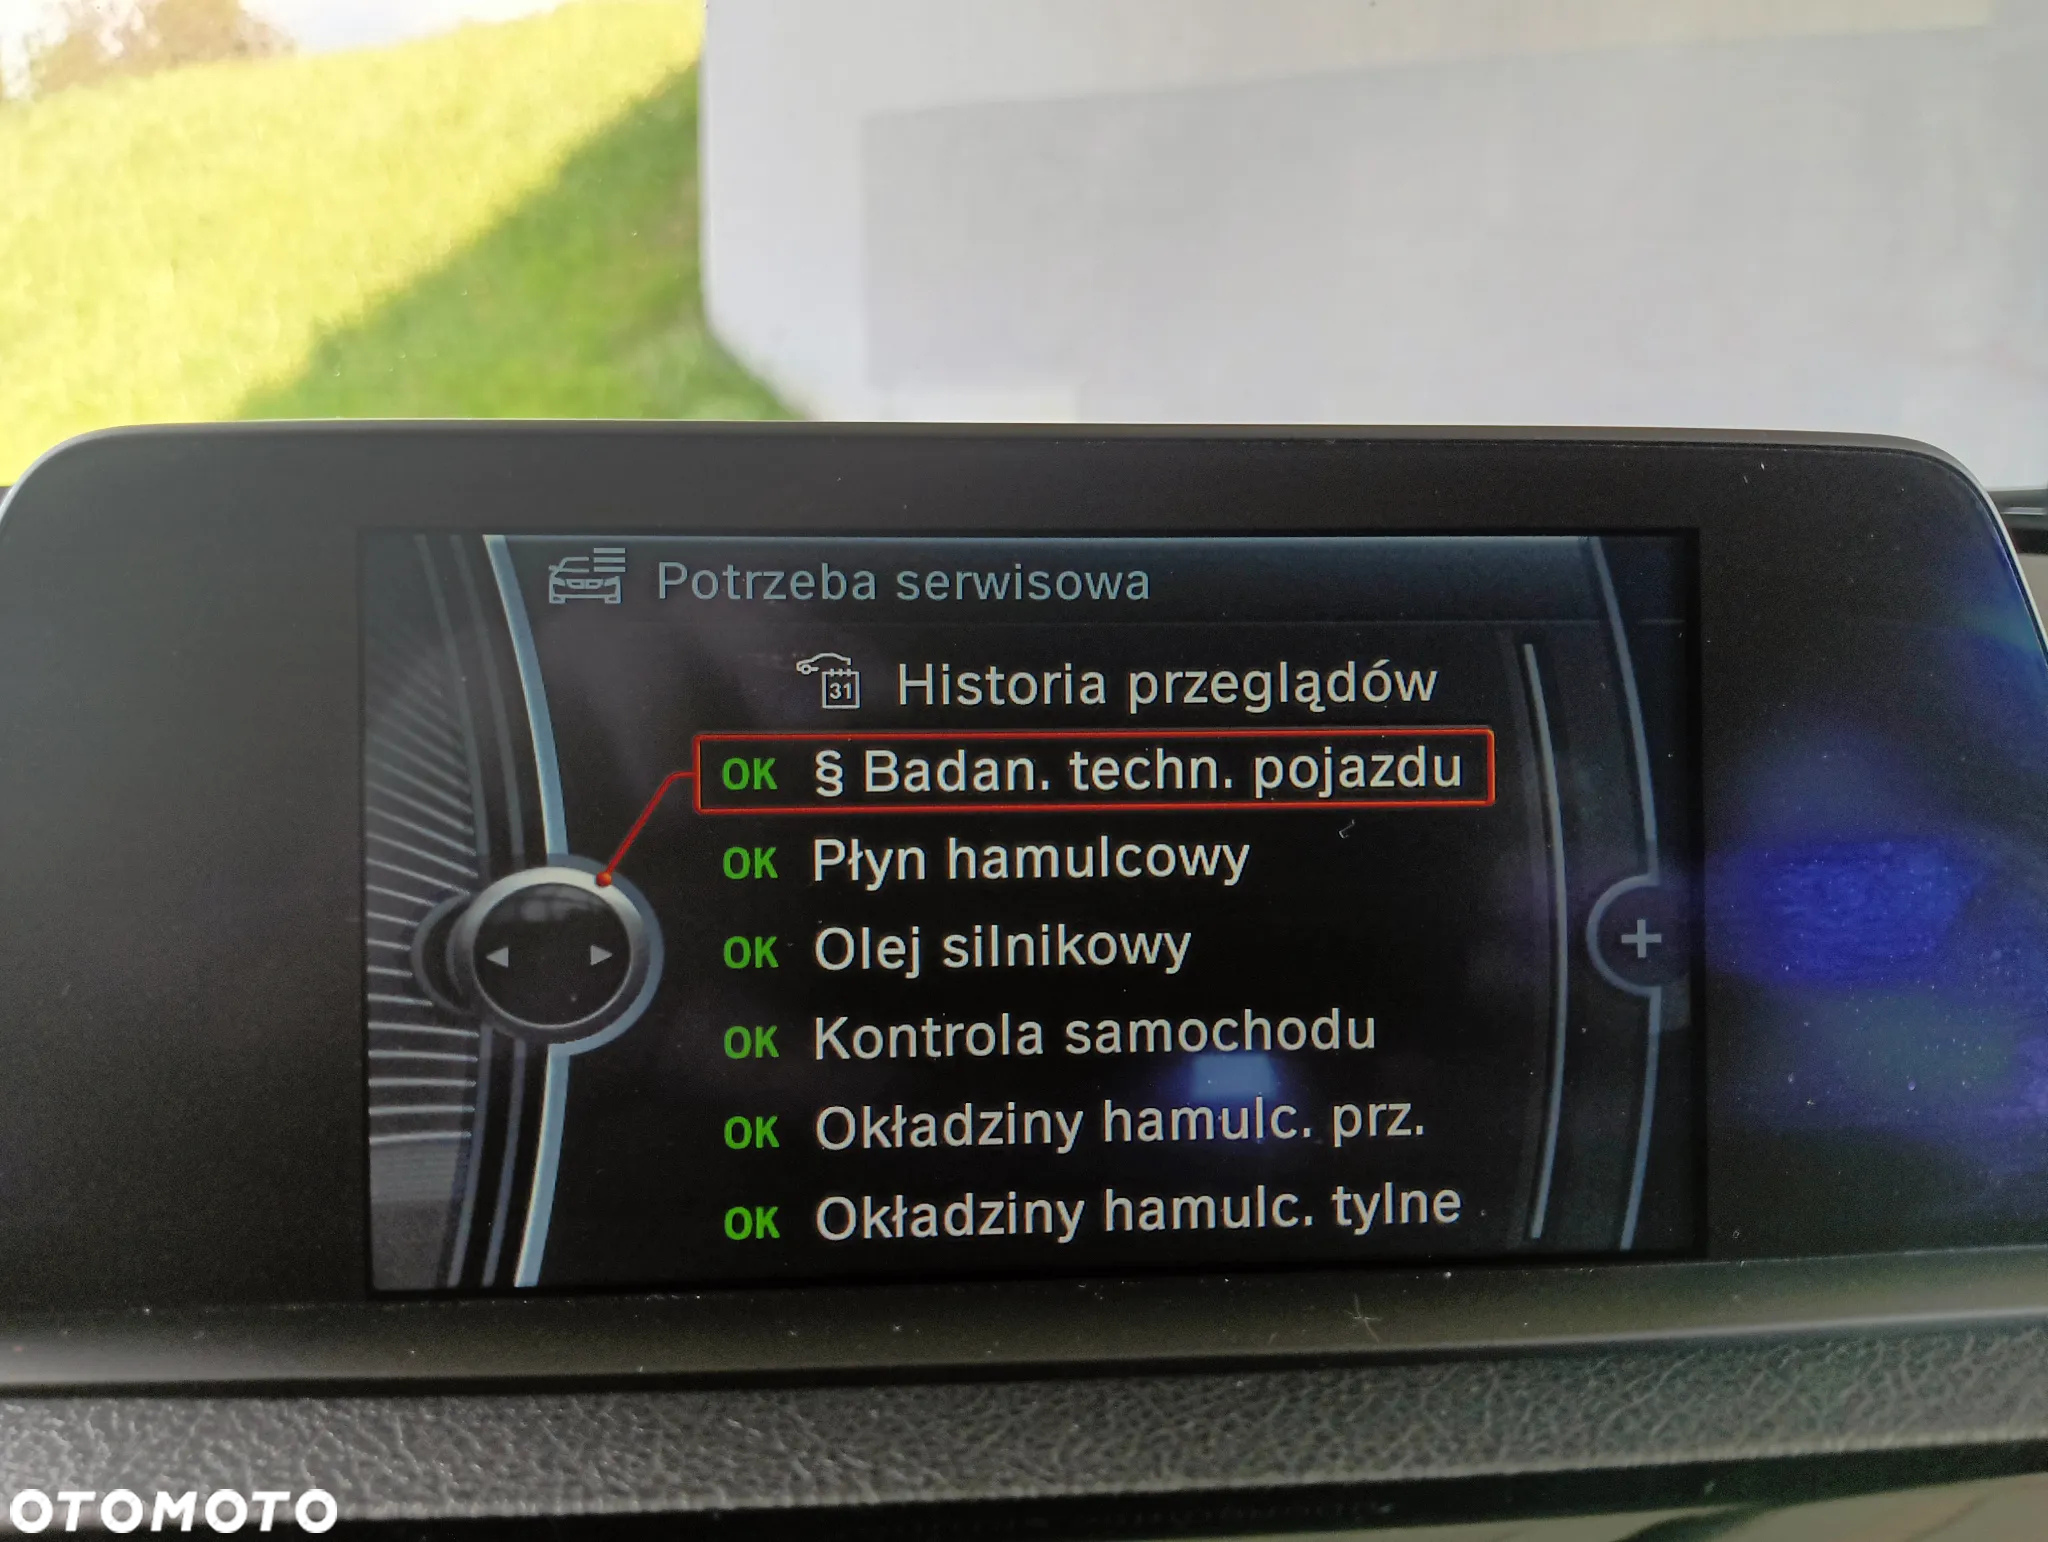 Potrzeba serwisowa
31 Historia przeglądów
OK § Badan. techn. pojazdu
OK Płyn hamulcowy
OK Olej silnikowy
OK Kontrola samochodu
OK Okładziny hamulc. prz.
OK Okładziny hamulc. tylne
OTOMOTO